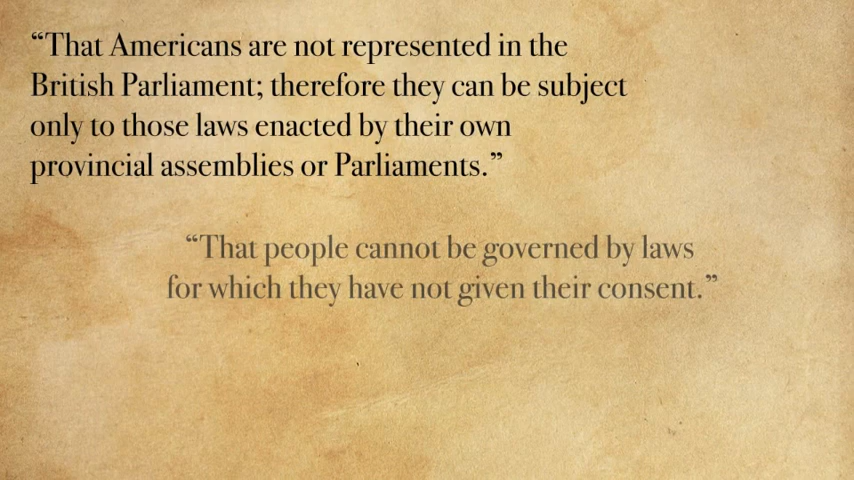 “That Americans are not represented in the
British Parliament; therefore they can be subject
only to those laws enacted by their own
provincial assemblies or Parliaments.”
“That people cannot be governed by laws
for which they have not given their consent.”